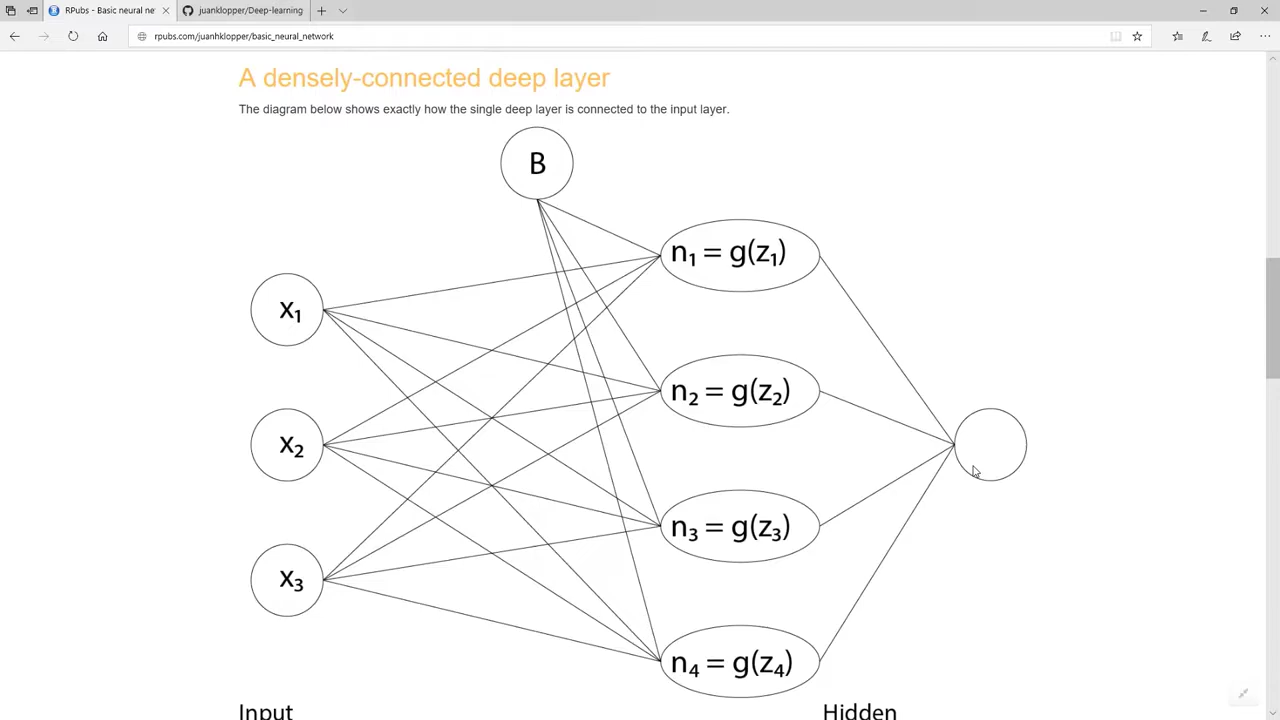 RPubs - Basic neural ne
juanklopper/Deep-learning
rpubs.com/juanhklopper/basic_neural_network
A densely-connected deep layer
The diagram below shows exactly how the single deep layer is connected to the input layer.
B
n₁ = g(z₁)
x₁
n₂ = g(z₂)
x₂
n₃ = g(z₃)
x₃
n₄ = g(z₄)
Input
Hidden